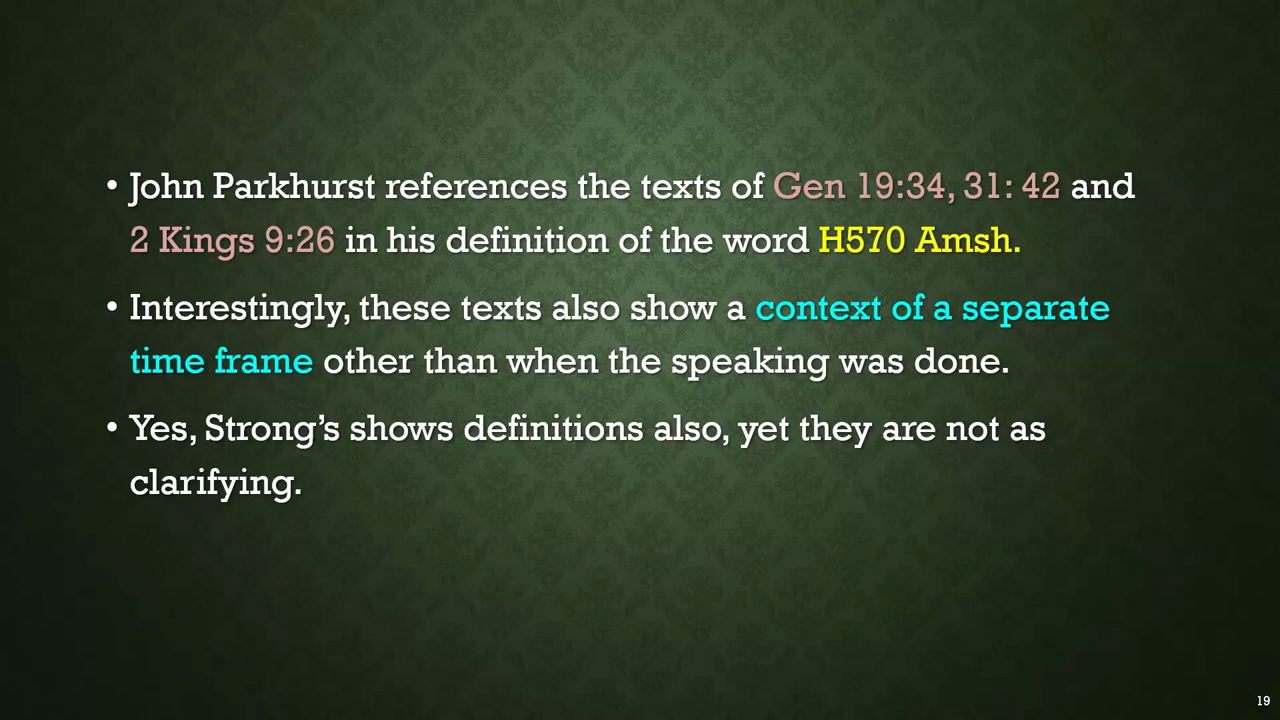 • John Parkhurst references the texts of Gen 19:34, 31: 42 and
2 Kings 9:26 in his definition of the word H570 Amsh.
• Interestingly, these texts also show a context of a separate
time frame other than when the speaking was done.
• Yes, Strong’s shows definitions also, yet they are not as
clarifying.
19